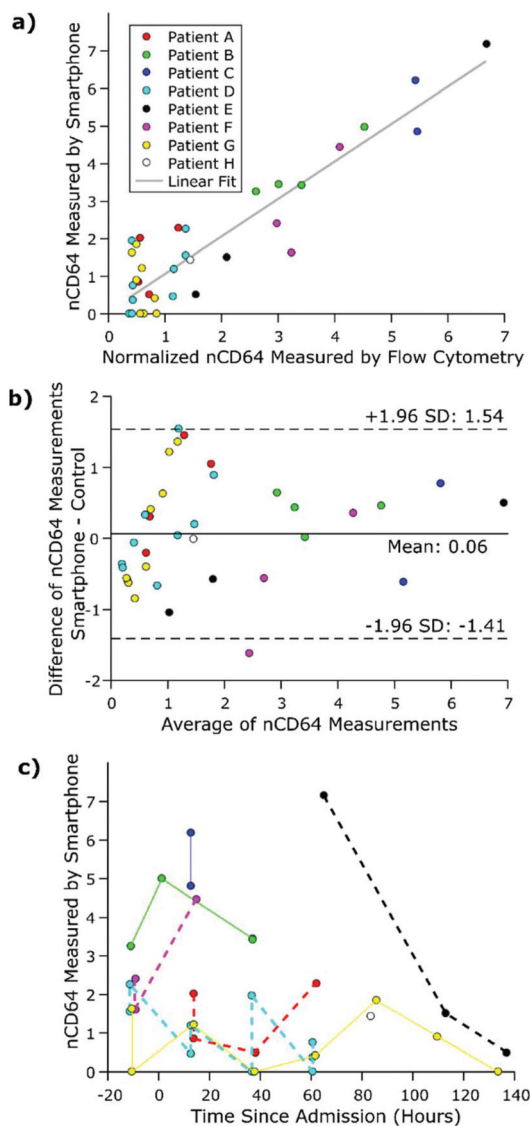 a)
nCD64 Measured by Smartphone
7
6
5
4
3
2
1
0
Patient A
Patient B
Patient C
Patient D
Patient E
Patient F
Patient G
Patient H
Linear Fit
0 1 2 3 4 5 6 7
Normalized nCD64 Measured by Flow Cytometry
b)
Difference of nCD64 Measurements
Smartphone - Control
2
1
0
-1
-2
+1.96 SD: 1.54
Mean: 0.06
-1.96 SD: -1.41
0 1 2 3 4 5 6 7
Average of nCD64 Measurements
c)
nCD64 Measured by Smartphone
7
6
5
4
3
2
1
0
-20 0 20 40 60 80 100 120 140
Time Since Admission (Hours)